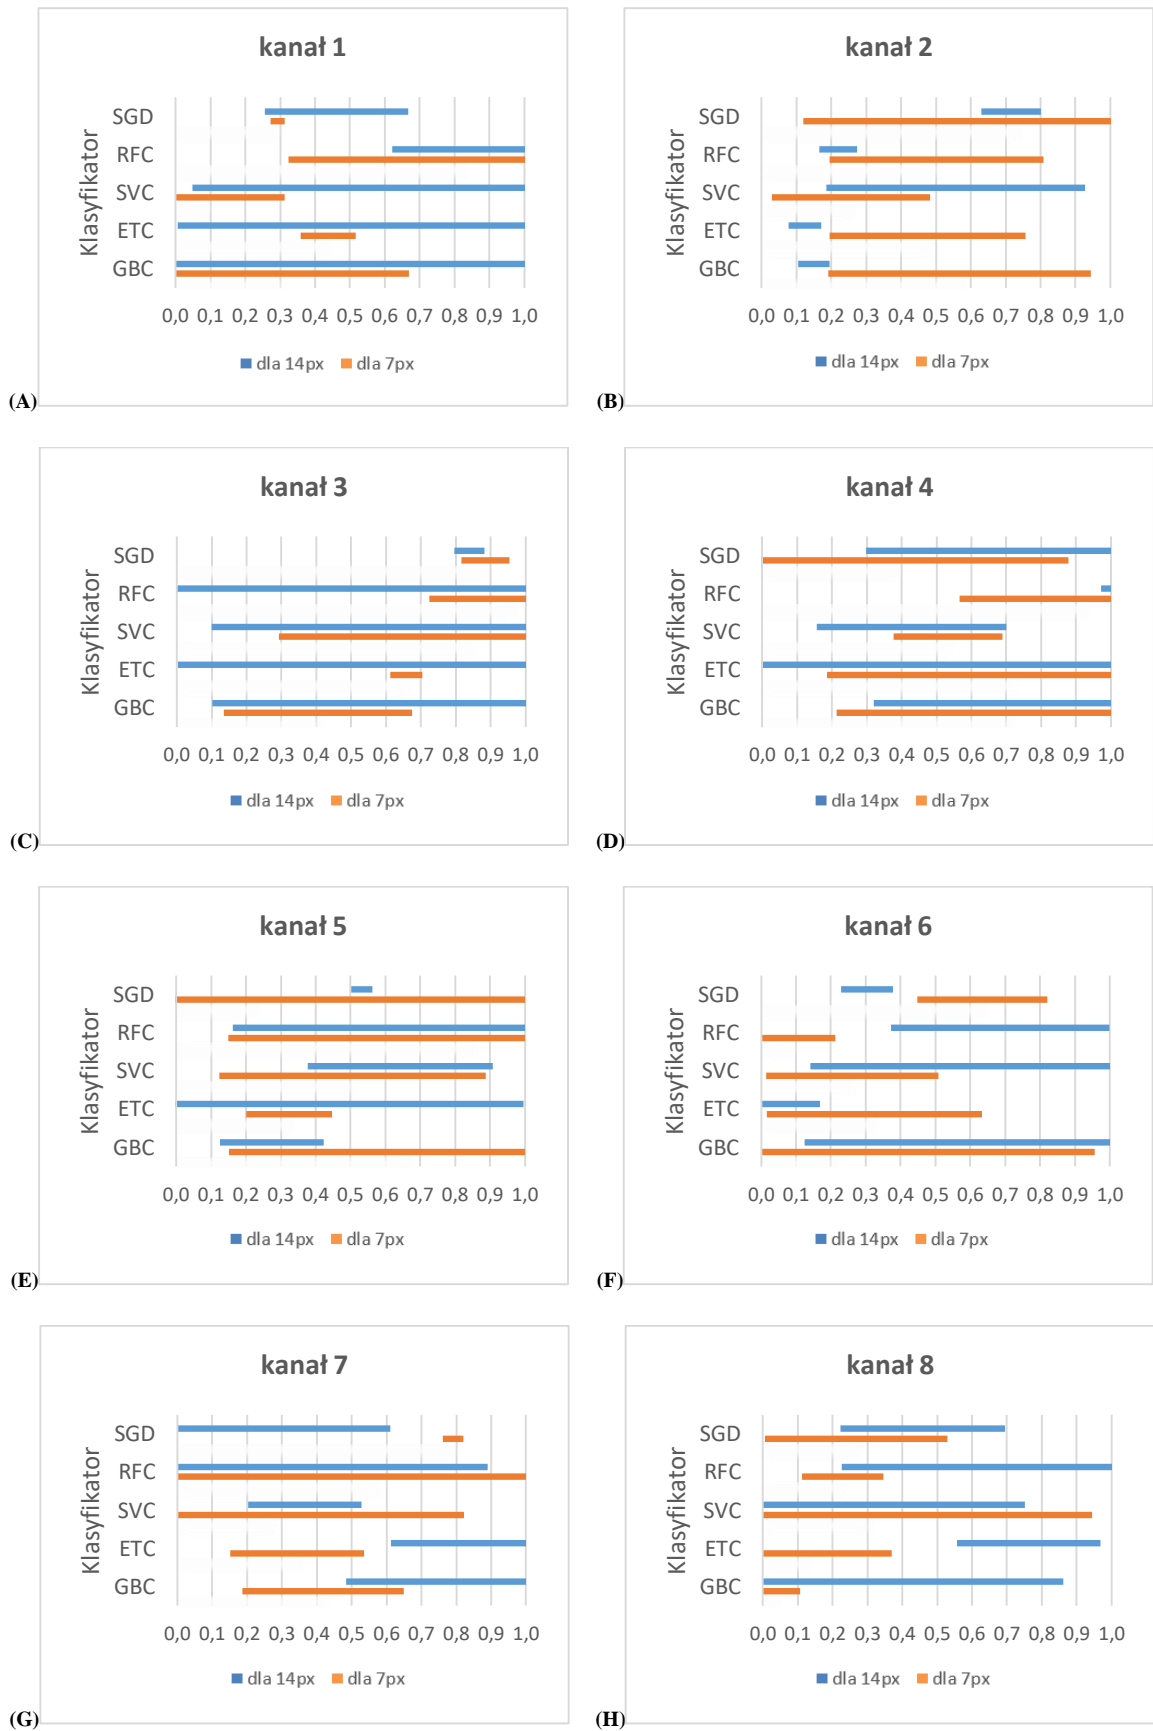 kanał 1
Klasyfikator
SGD
RFC
SVC
ETC
GBC
0,0 0,1 0,2 0,3 0,4 0,5 0,6 0,7 0,8 0,9 1,0
dla 14px dla 7px
(A)
kanał 2
Klasyfikator
SGD
RFC
SVC
ETC
GBC
0,0 0,1 0,2 0,3 0,4 0,5 0,6 0,7 0,8 0,9 1,0
dla 14px dla 7px
(B)
kanał 3
Klasyfikator
SGD
RFC
SVC
ETC
GBC
0,0 0,1 0,2 0,3 0,4 0,5 0,6 0,7 0,8 0,9 1,0
dla 14px dla 7px
(C)
kanał 4
Klasyfikator
SGD
RFC
SVC
ETC
GBC
0,0 0,1 0,2 0,3 0,4 0,5 0,6 0,7 0,8 0,9 1,0
dla 14px dla 7px
(D)
kanał 5
Klasyfikator
SGD
RFC
SVC
ETC
GBC
0,0 0,1 0,2 0,3 0,4 0,5 0,6 0,7 0,8 0,9 1,0
dla 14px dla 7px
(E)
kanał 6
Klasyfikator
SGD
RFC
SVC
ETC
GBC
0,0 0,1 0,2 0,3 0,4 0,5 0,6 0,7 0,8 0,9 1,0
dla 14px dla 7px
(F)
kanał 7
Klasyfikator
SGD
RFC
SVC
ETC
GBC
0,0 0,1 0,2 0,3 0,4 0,5 0,6 0,7 0,8 0,9 1,0
dla 14px dla 7px
(G)
kanał 8
Klasyfikator
SGD
RFC
SVC
ETC
GBC
0,0 0,1 0,2 0,3 0,4 0,5 0,6 0,7 0,8 0,9 1,0
dla 14px dla 7px
(H)